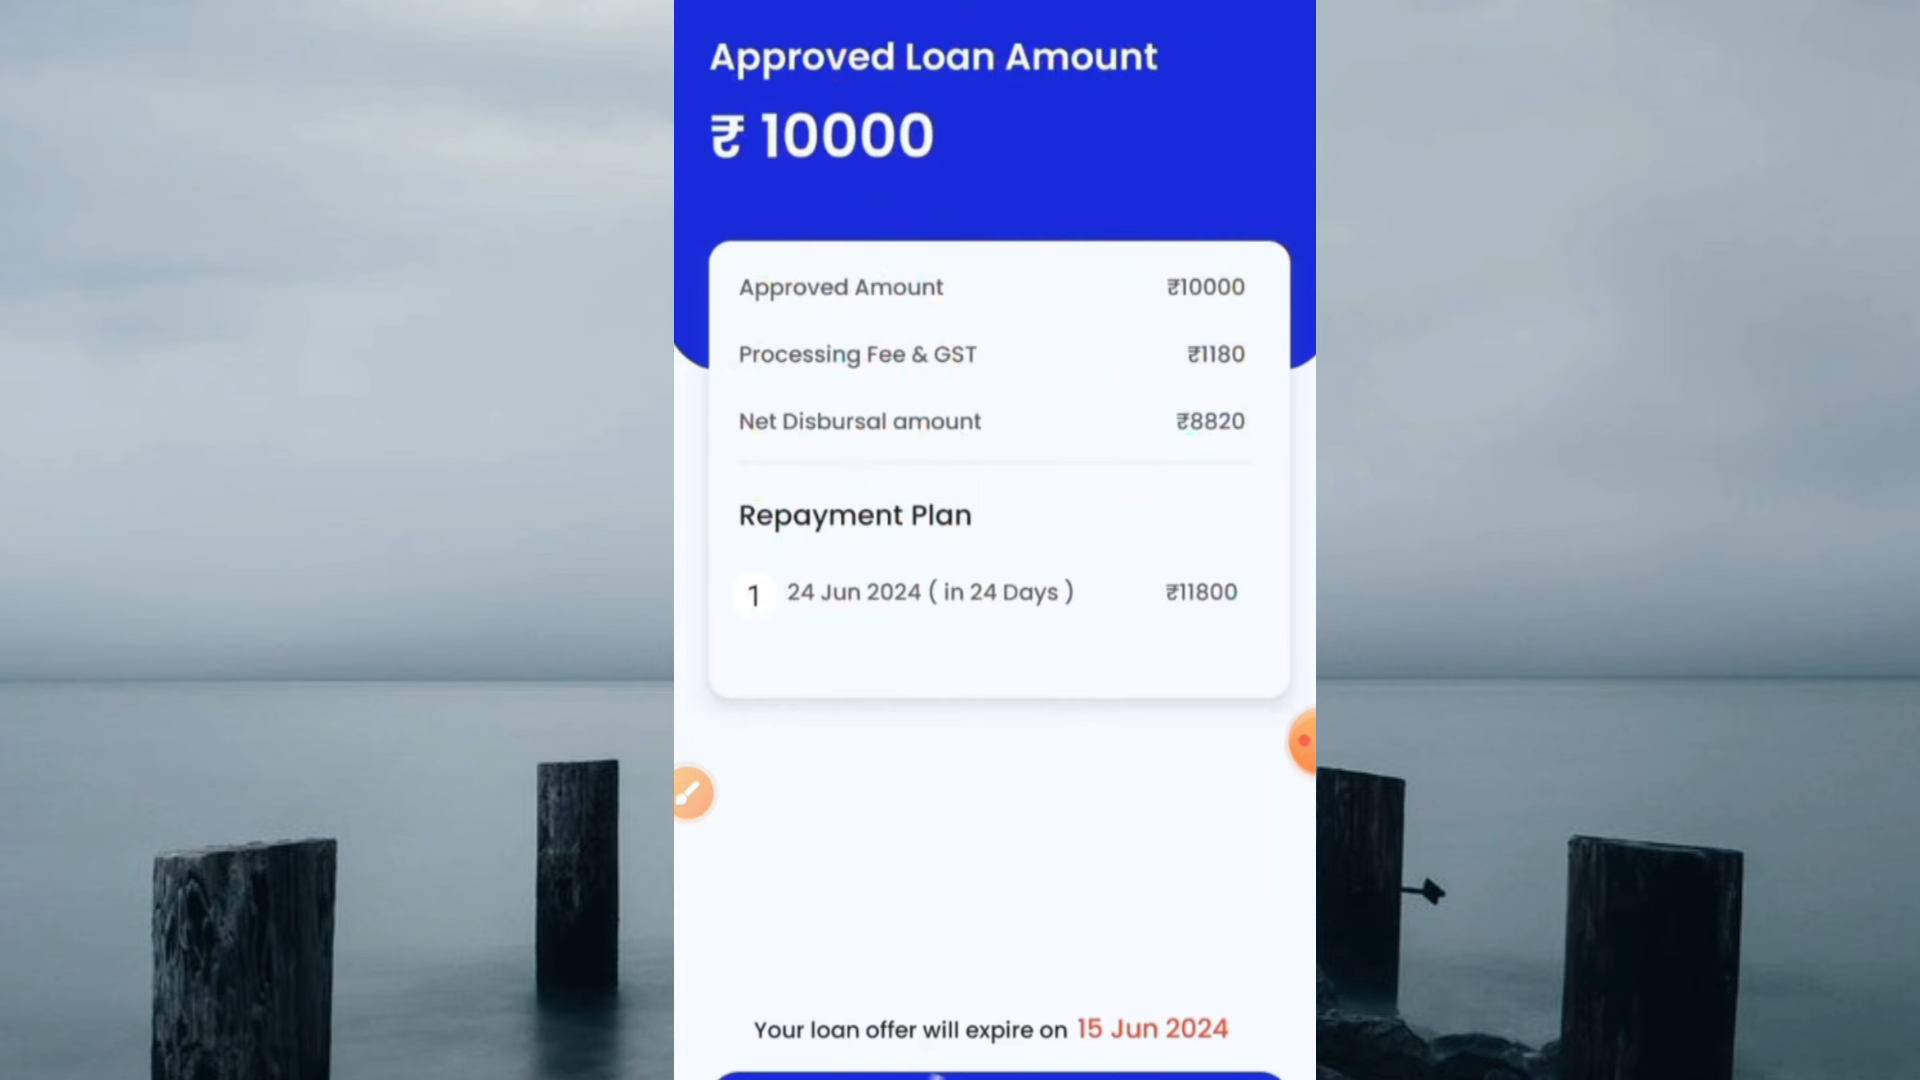 Approved Loan Amount
₹ 10000
Approved Amount ₹10000
Processing Fee & GST ₹1180
Net Disbursal amount ₹8820
Repayment Plan
1 24 Jun 2024 ( in 24 Days ) ₹11800
Your loan offer will expire on 15 Jun 2024